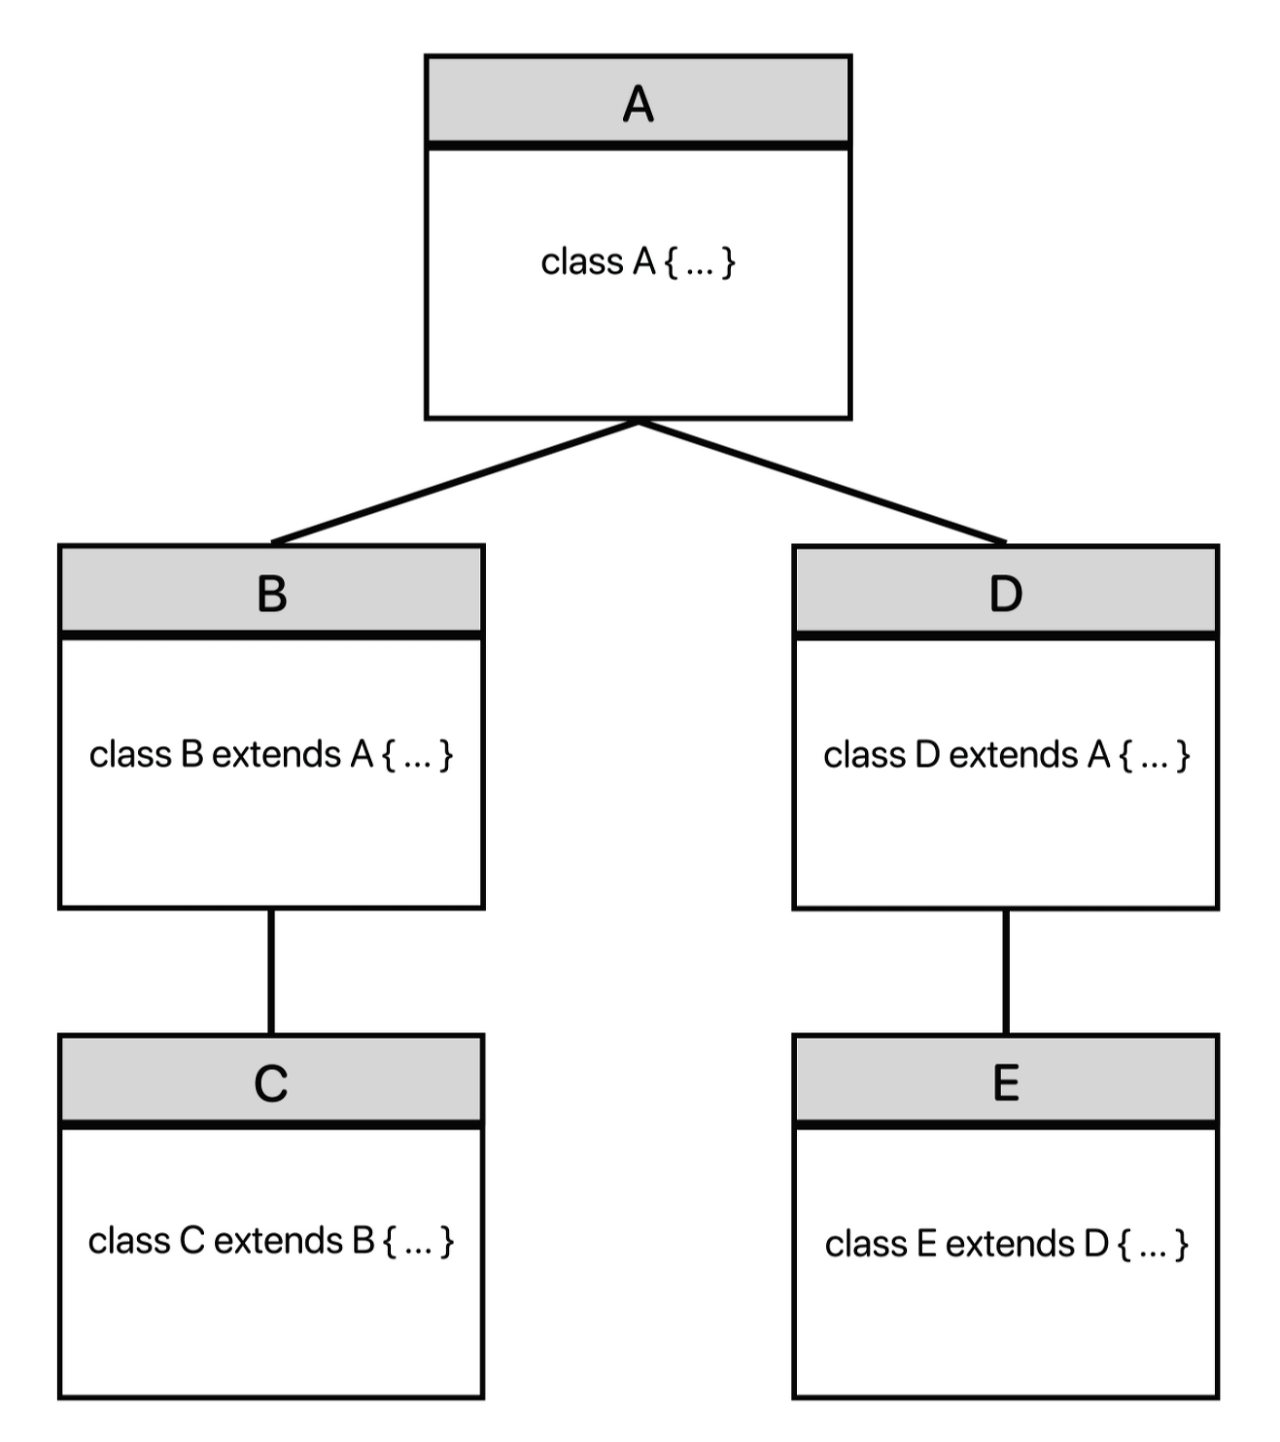 A
class A { ... }
B
class B extends A { ... }
D
class D extends A { ... }
C
class C extends B { ... }
E
class E extends D { ... }